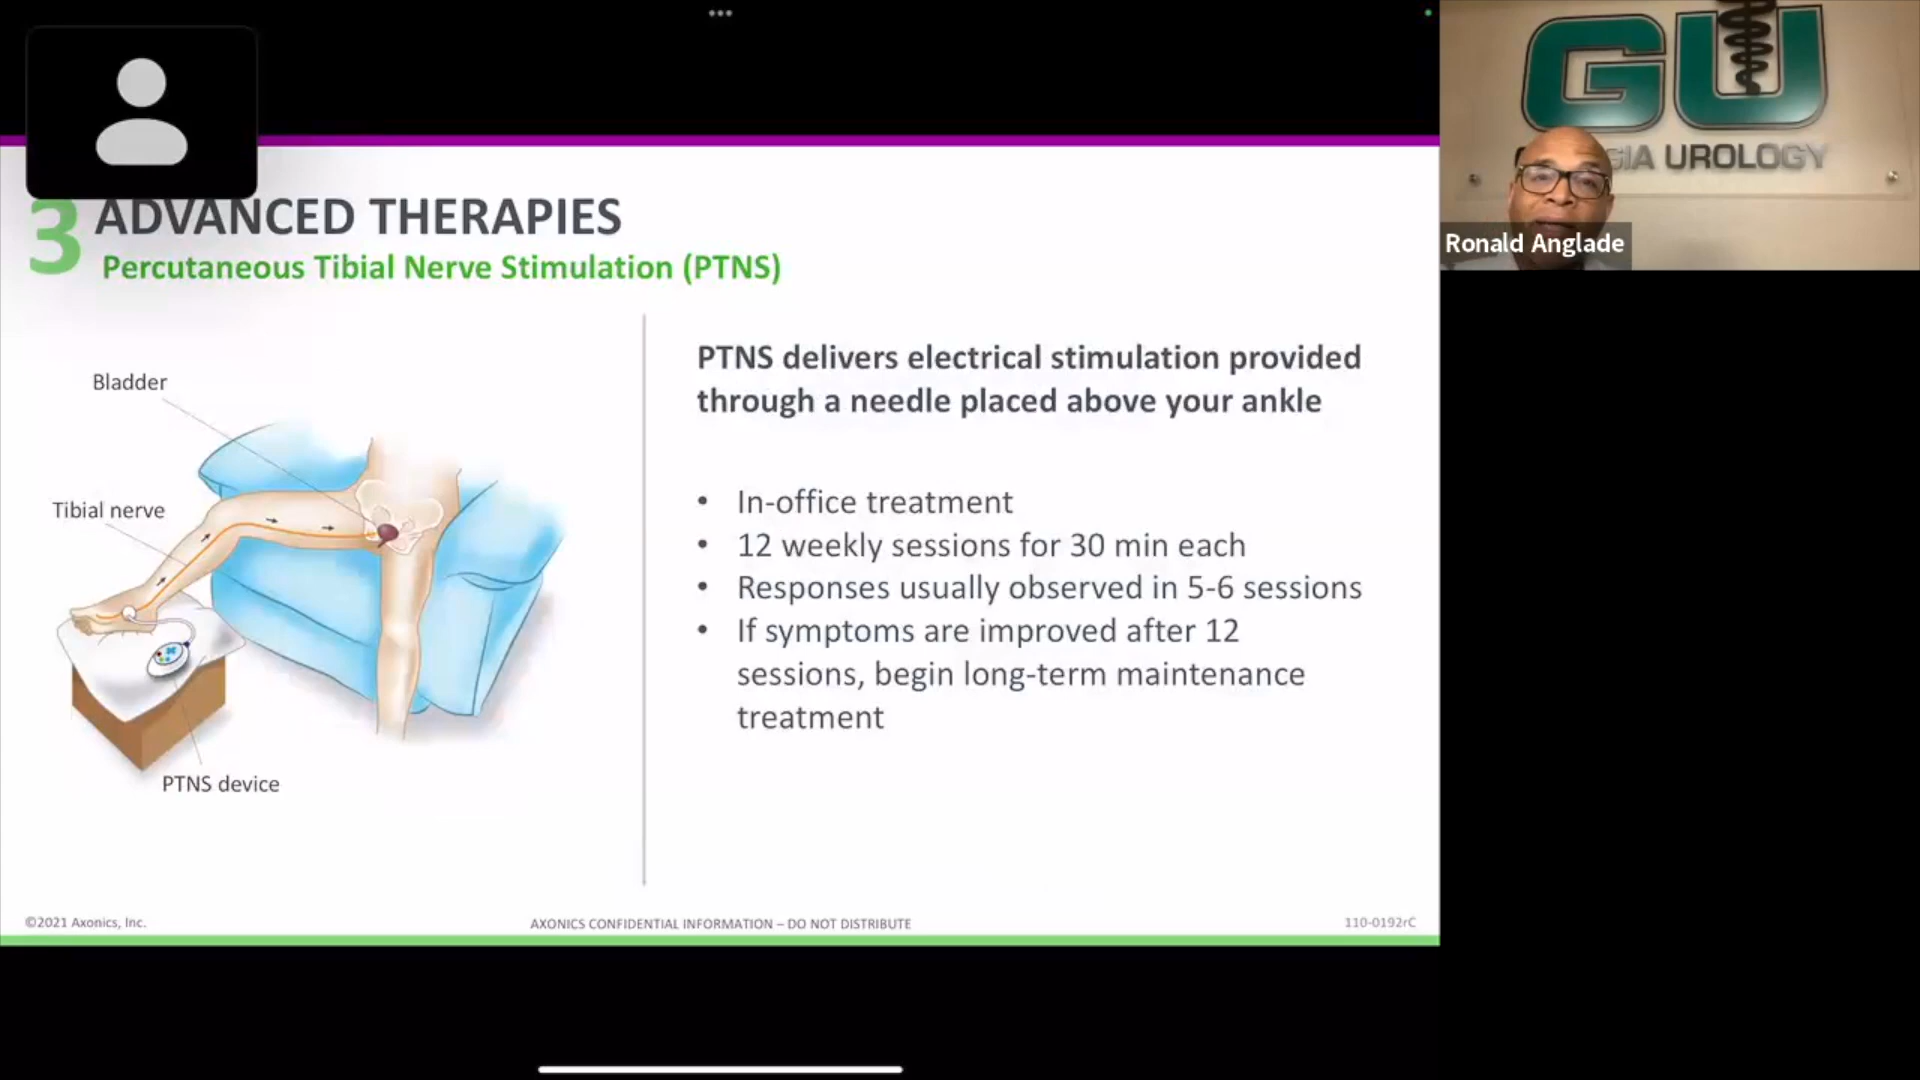 GU
GIA UROLOGY
Ronald Anglade
3
ADVANCED THERAPIES
Percutaneous Tibial Nerve Stimulation (PTNS)
Bladder
Tibial nerve
PTNS device
PTNS delivers electrical stimulation provided
through a needle placed above your ankle
• In-office treatment
• 12 weekly sessions for 30 min each
• Responses usually observed in 5-6 sessions
• If symptoms are improved after 12
sessions, begin long-term maintenance
treatment
©2021 Axonics, Inc.
AXONICS CONFIDENTIAL INFORMATION – DO NOT DISTRIBUTE
110-0192rC